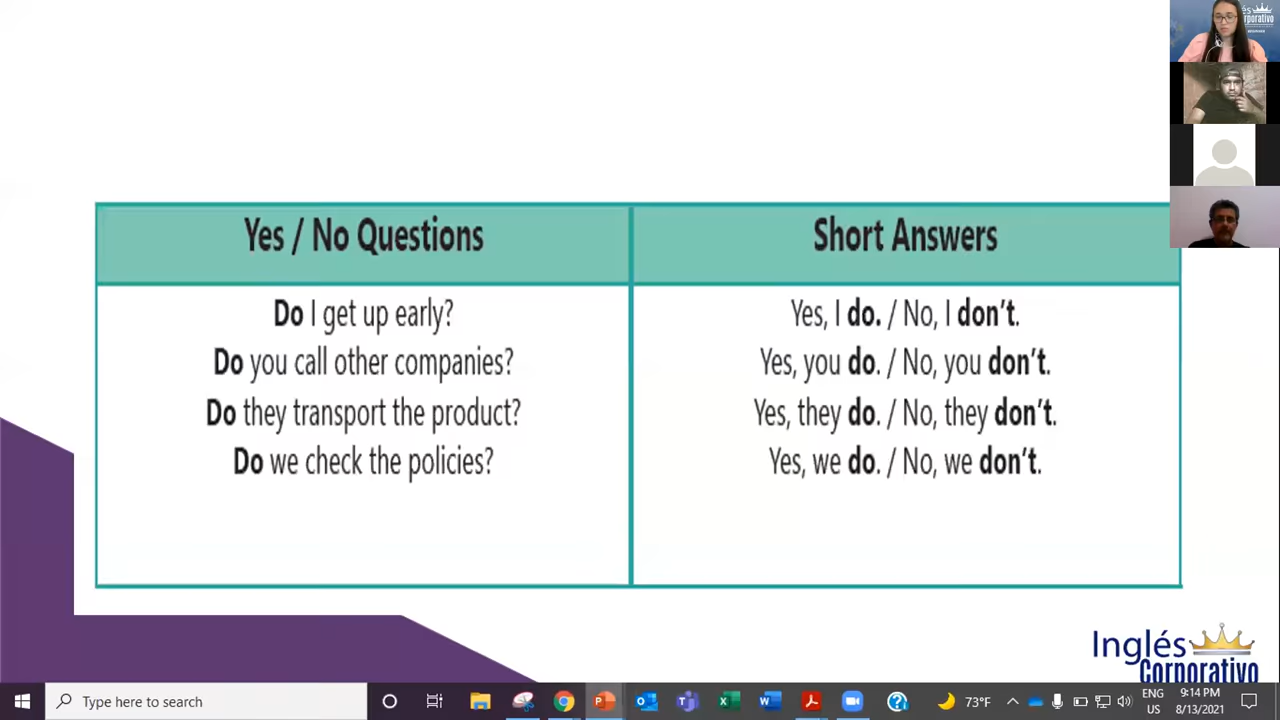 és
rporativo
Yes / No Questions
Short Answers
Do I get up early?
Yes, I do. / No, I don't.
Do you call other companies?
Yes, you do. / No, you don't.
Do they transport the product?
Yes, they do. / No, they don't.
Do we check the policies?
Yes, we do. / No, we don't.
Inglés
Corporativo
Type here to search
73°F
ENG
US
9:14 PM
8/13/2021